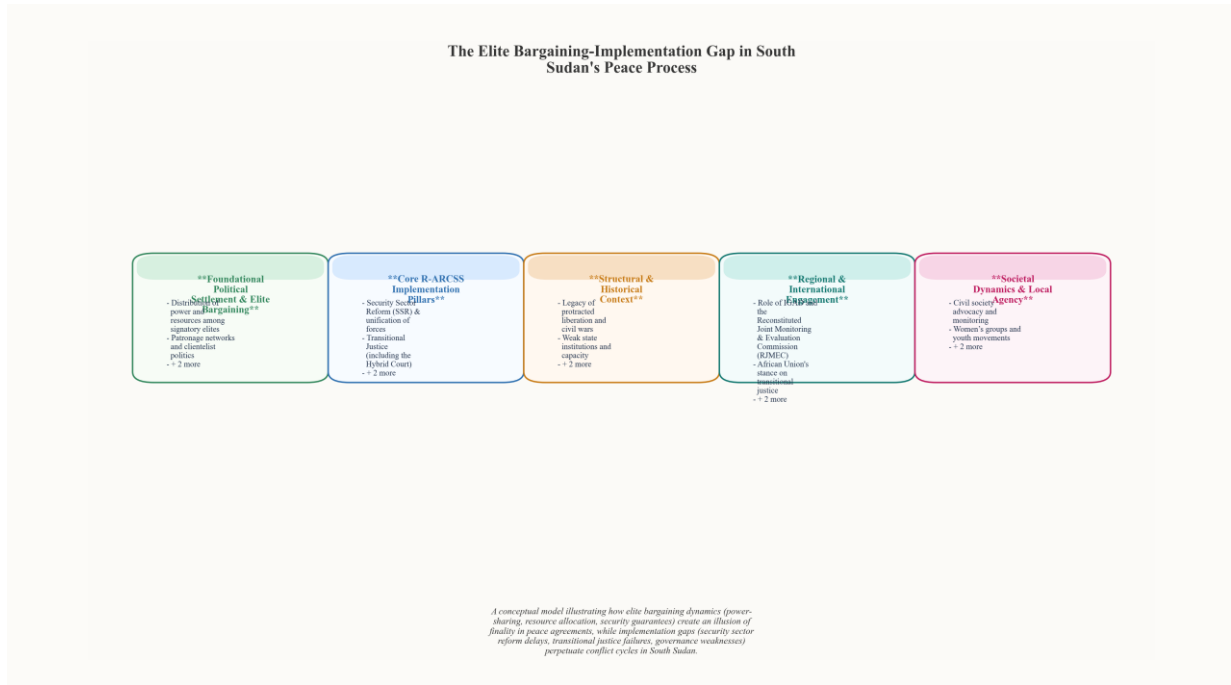 The Elite Bargaining-Implementation Gap in South
Sudan's Peace Process
**Foundational
Political
Settlement & Elite
Bargaining**
- Distribution of
power and
resources among
signatory elites
- Patronage networks
and clientelist
politics
- + 2 more
**Core R-ARCSS
Implementation
Pillars**
- Security Sector
Reform (SSR) &
unification of
forces
- Transitional
Justice
(including the
Hybrid Court)
- + 2 more
**Structural &
Historical
Context**
- Legacy of
protracted
liberation and
civil wars
- Weak state
institutions and
capacity
- + 2 more
**Regional &
International
Engagement**
- Role of
the
Reconstituted
Joint Monitoring
& Evaluation
Commission
(RJMEC)
- African Union's
stance on
transitional
justice
- + 2 more
**Societal
Dynamics & Local
Agency**
- Civil society
advocacy and
monitoring
- Women's groups and
youth movements
- + 2 more
A conceptual model illustrating how elite bargaining dynamics (power-
sharing, resource allocation, security guarantees) create an illusion of
finality in peace agreements, while implementation gaps (security sector
reform delays, transitional justice failures, governance weaknesses)
perpetuate conflict cycles in South Sudan.